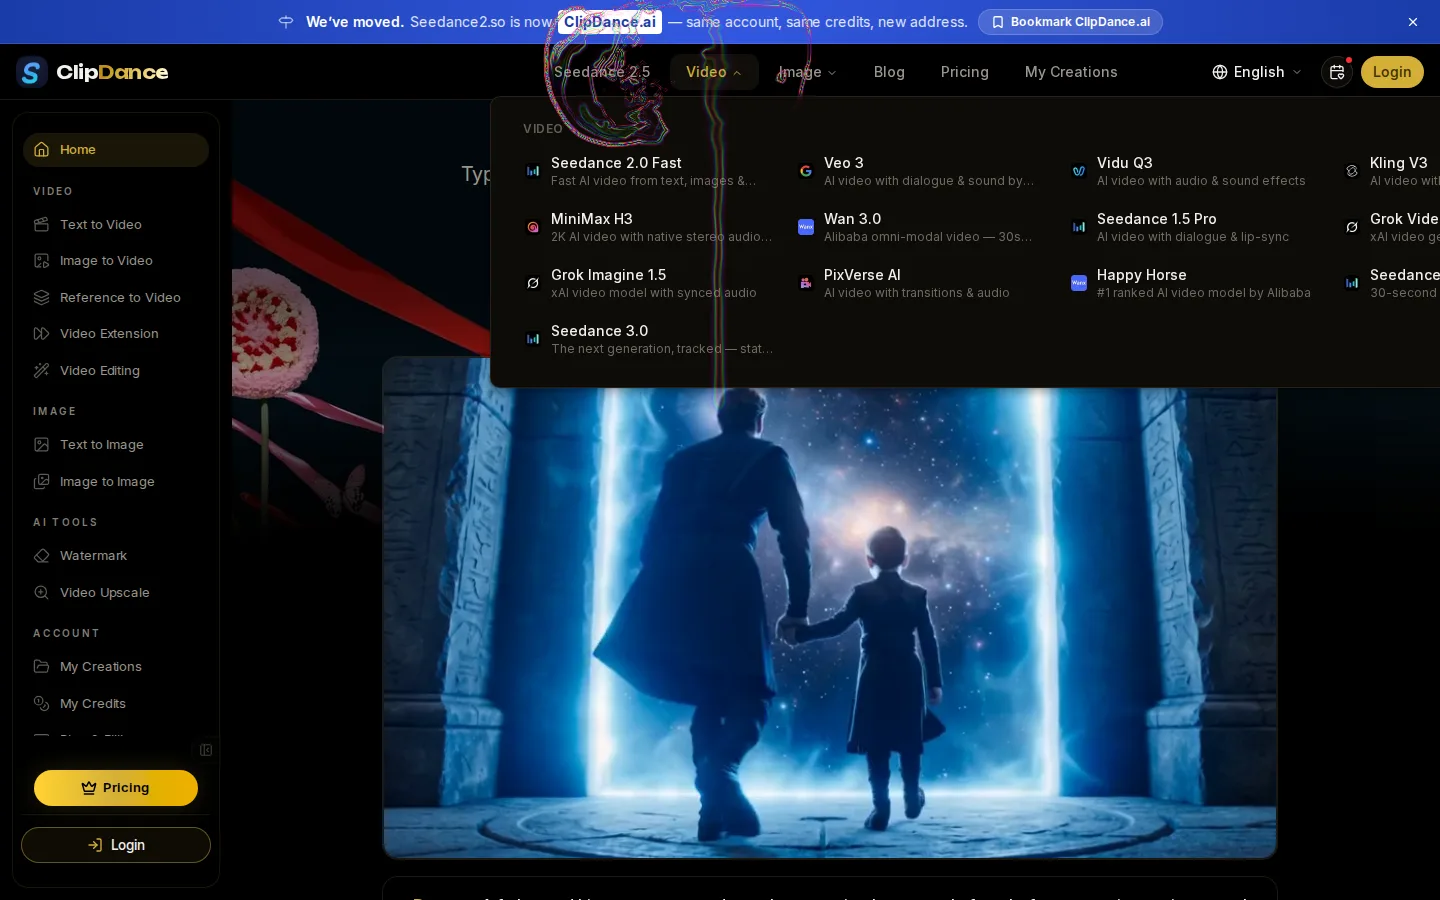 We've moved. Seedance2.so is now ClipDance.ai — same account, same credits, new address. Bookmark ClipDance.ai
ClipDance
Seedance 2.5 Video Image Blog Pricing My Creations English Login
Home
VIDEO
Text to Video
Image to Video
Reference to Video
Video Extension
Video Editing
IMAGE
Text to Image
Image to Image
AI TOOLS
Watermark
Video Upscale
ACCOUNT
My Creations
My Credits
Pricing
Login
Typ
VIDEO
Seedance 2.0 Fast
Fast AI video from text, images &...
Veo 3
AI video with dialogue & sound by...
Vidu Q3
AI video with audio & sound effects
Kling V3
AI video wit
MiniMax H3
2K AI video with native stereo audio...
Wan 3.0
Alibaba omni-modal video — 30s...
Seedance 1.5 Pro
AI video with dialogue & lip-sync
Grok Vide
xAI video ge
Grok Imagine 1.5
xAI video model with synced audio
PixVerse AI
AI video with transitions & audio
Happy Horse
#1 ranked AI video model by Alibaba
Seedance
30-second
Seedance 3.0
The next generation, tracked — stat...